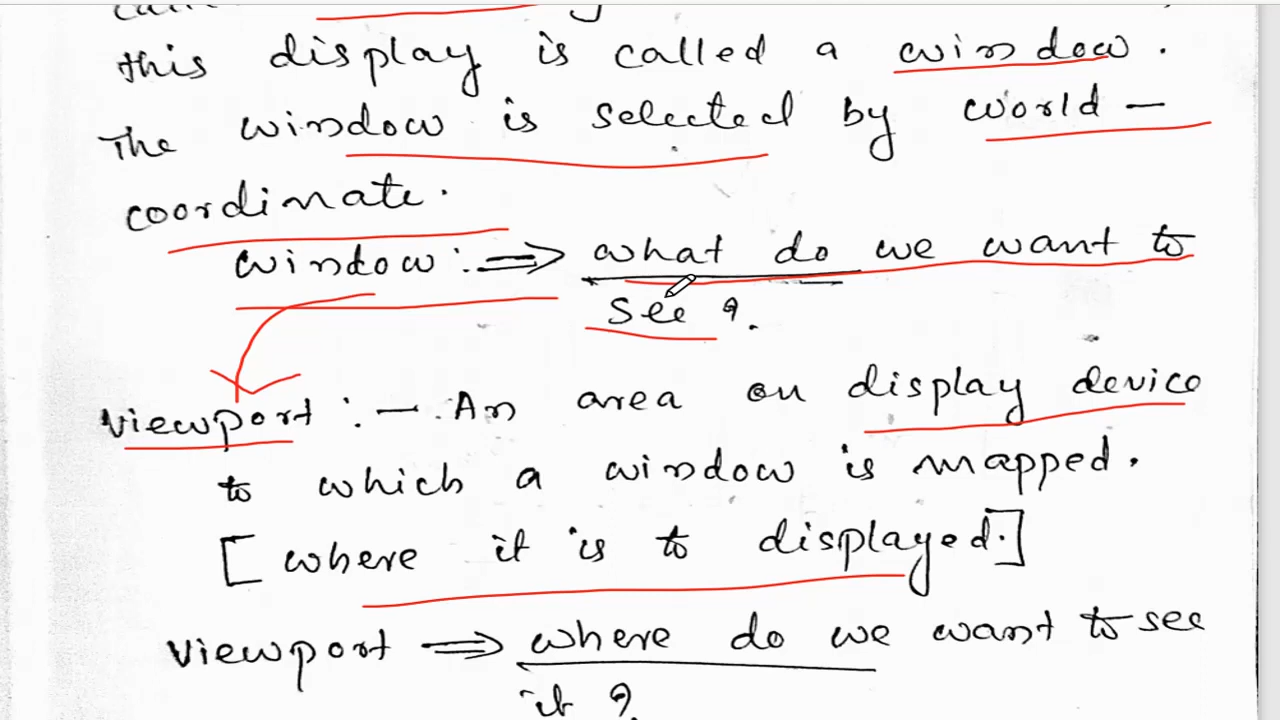 this display is called a window.
The window is selected by world-
coordinate.
window :⇒ what do we want to
see ?.
Viewport :- An area on display device
to which a window is mapped.
[where it is to displayed.]
Viewport ⇒ where do we want to see
it ?